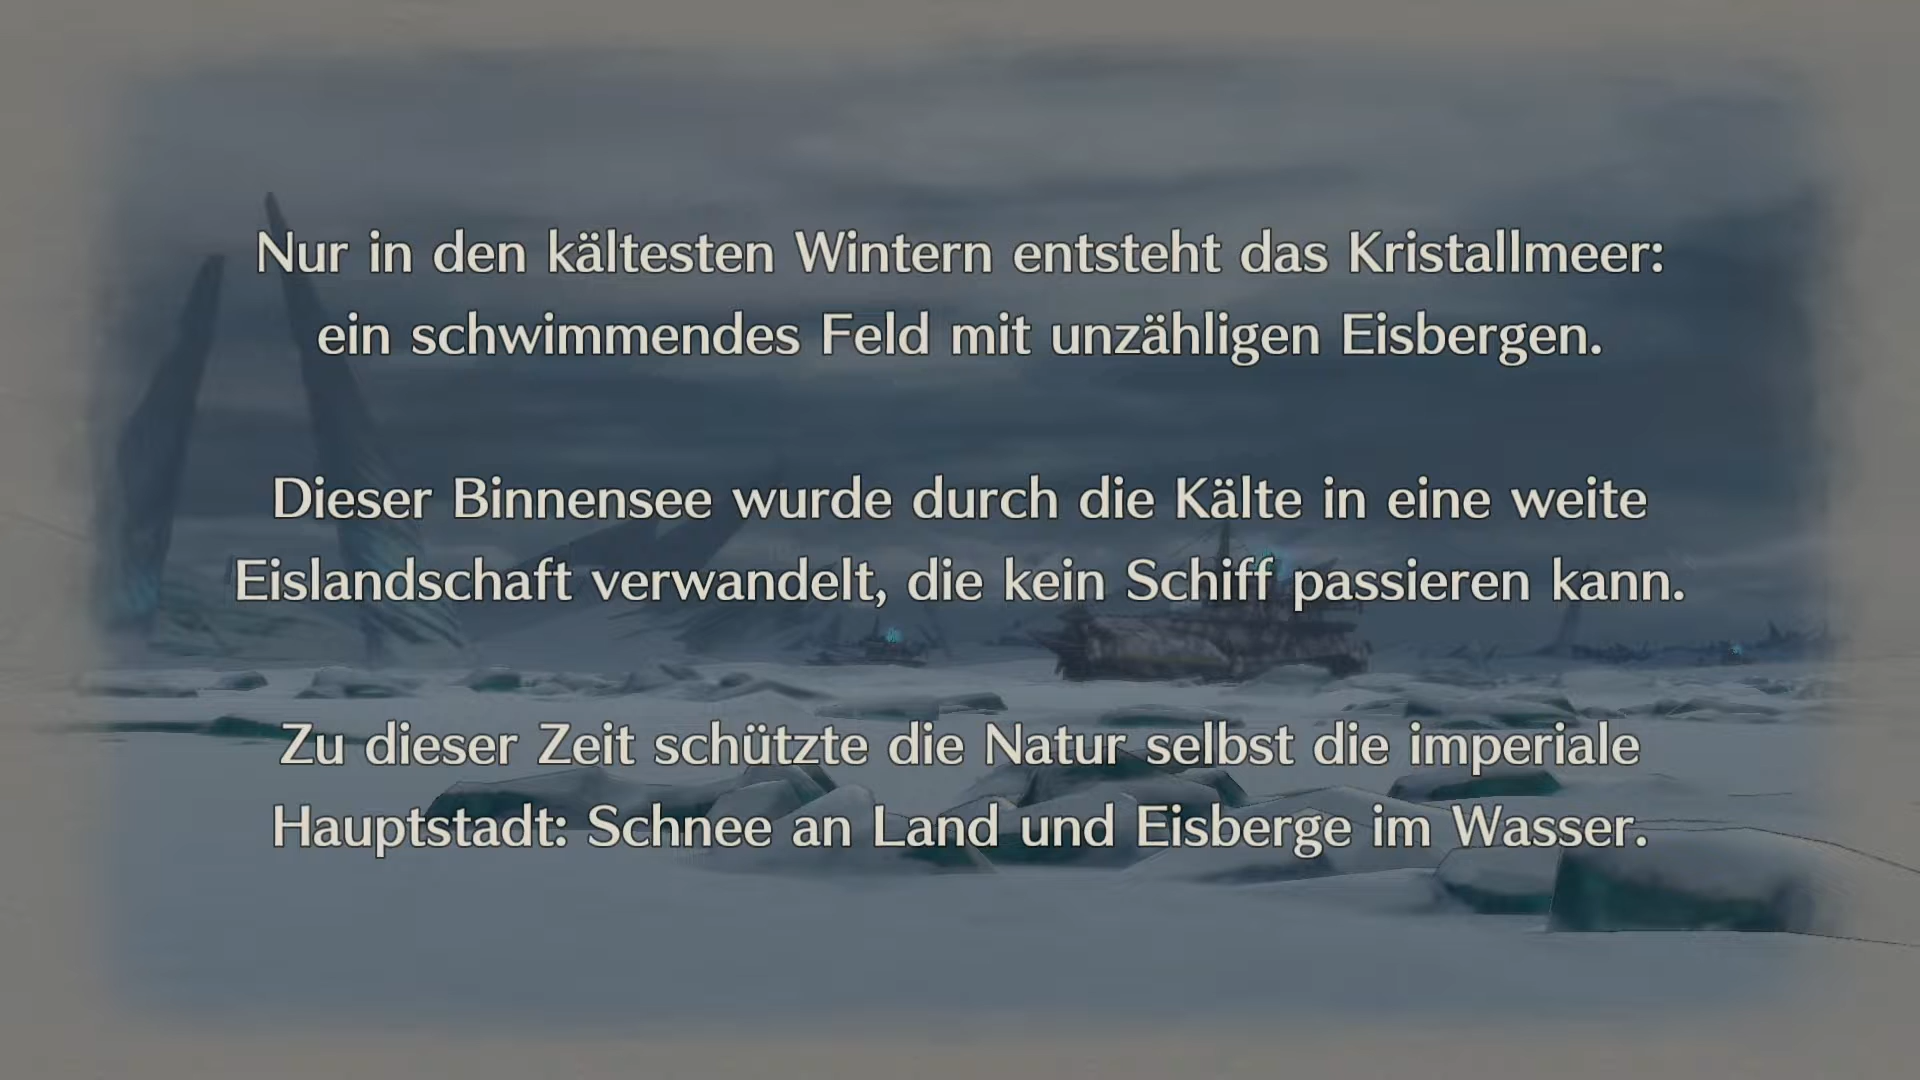 Nur in den kältesten Wintern entsteht das Kristallmeer:
ein schwimmendes Feld mit unzähligen Eisbergen.
Dieser Binnensee wurde durch die Kälte in eine weite
Eislandschaft verwandelt, die kein Schiff passieren kann.
Zu dieser Zeit schützte die Natur selbst die imperiale
Hauptstadt: Schnee an Land und Eisberge im Wasser.